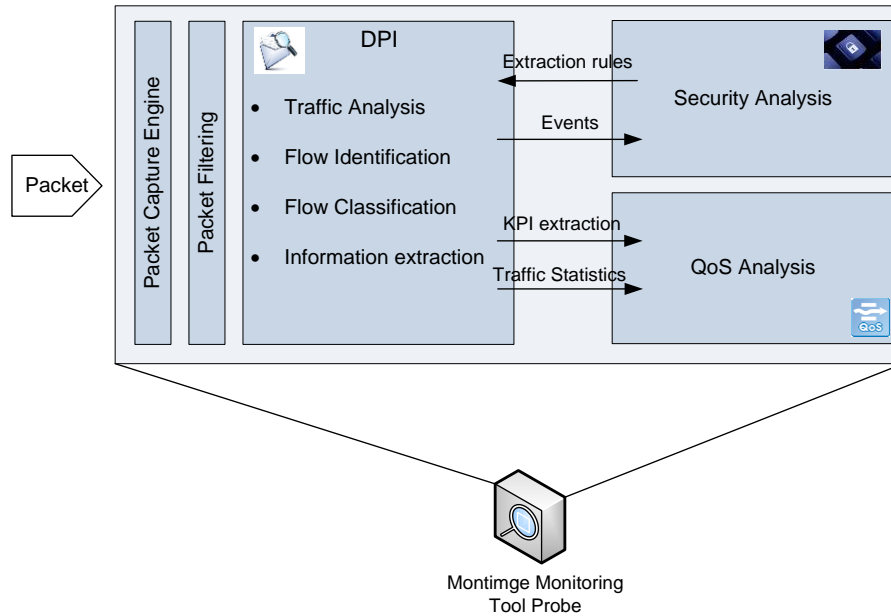 Packet
Packet Capture Engine
Packet Filtering
DPI
• Traffic Analysis
• Flow Identification
• Flow Classification
• Information extraction
Extraction rules
Events
KPI extraction
Traffic Statistics
Security Analysis
QoS Analysis
QoS
Montimge Monitoring
Tool Probe